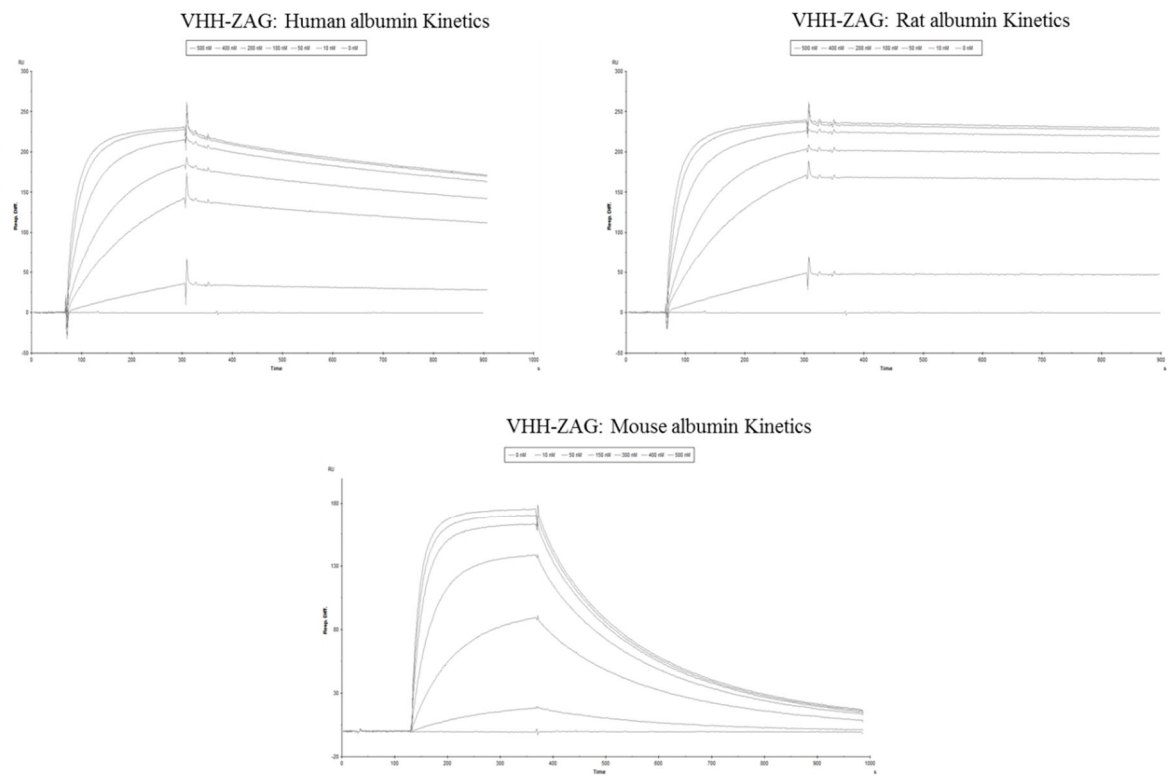 VHH-ZAG: Human albumin Kinetics
500 nM 400 nM 200 nM 100 nM 50 nM 10 nM 0 nM
RU
300
250
200
150
100
50
0
-50
Resp. Diff.
0 100 200 300 400 500 600 700 800 900 1000
Time
s
VHH-ZAG: Rat albumin Kinetics
500 nM 400 nM 200 nM 100 nM 50 nM 10 nM 0 nM
RU
300
250
200
150
100
50
0
-50
Resp. Diff.
0 100 200 300 400 500 600 700 800 900
Time
s
VHH-ZAG: Mouse albumin Kinetics
0 nM 10 nM 50 nM 150 nM 300 nM 400 nM 500 nM
RU
180
130
80
30
-20
Resp. Diff.
0 100 200 300 400 500 600 700 800 900 1000
Time
s